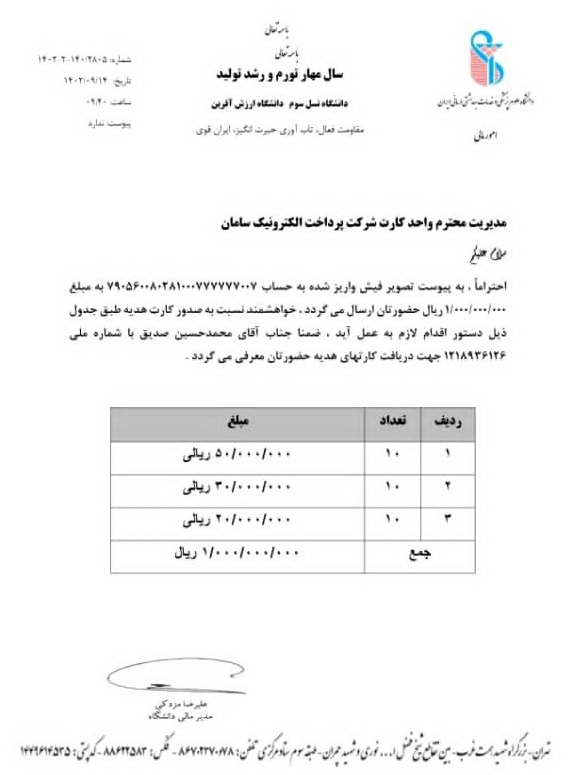 باسمه تعالی
باسمه تعالی
سال مهار تورم و رشد تولید
دانشگاه نسل سوم دانشگاه ارزش آفرین
مقاومت فعال، تاب آوری حیرت انگیز، ایران قوی
دانشگاه علوم پزشکی و خدمات بهداشتی درمانی ایران
امور مالی
شماره: ۱۴۰۲-۲-۱۴۰/۲۸۰۵
تاریخ: ۱۴۰۲/۰۹/۱۴
ساعت: ۰۹/۴۰
پیوست: ندارد
مدیریت محترم واحد کارت شرکت پرداخت الکترونیک سامان
سلام علیکم
احتراماً ، به پیوست تصویر فیش واریز شده به حساب ۷۹۰۵۶۰۰۸۰۲۸۱۰۰۰۷۷۷۷۷۷۰۰۷ به مبلغ
۱/۰۰۰/۰۰۰/۰۰۰ ریال حضورتان ارسال می گردد ، خواهشمند نسبت به صدور کارت هدیه طبق جدول
ذیل دستور اقدام لازم به عمل آید ، ضمنا جناب آقای محمدحسین صدیق با شماره ملی
۱۲۱۸۹۳۶۱۲۶ جهت دریافت کارتهای هدیه حضورتان معرفی می گردد .
ردیف تعداد مبلغ
۱ ۱۰ ۵۰/۰۰۰/۰۰۰ ریالی
۲ ۱۰ ۳۰/۰۰۰/۰۰۰ ریالی
۳ ۱۰ ۲۰/۰۰۰/۰۰۰ ریالی
جمع ۱/۰۰۰/۰۰۰/۰۰۰ ریال
علیرضا مزدکی
مدیر مالی دانشگاه
تهران- بزرگراه شهید همت غرب- بین تقاطع شیخ فضل ا... نوری و شهید چمران- طبقه سوم ستاد مرکزی تلفن: ۸۶۷۰۲۳۷۰و۷۸ - فکس: ۸۸۶۲۲۵۸۳ - کدپستی: ۱۴۴۹۶۱۴۵۳۵